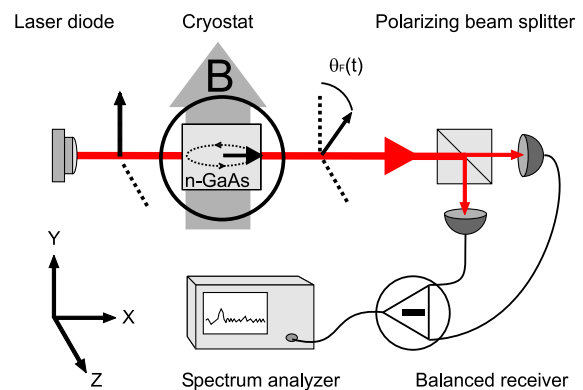 Laser diode
Cryostat
Polarizing beam splitter
B
θF(t)
n-GaAs
Y
X
Z
Spectrum analyzer
Balanced receiver